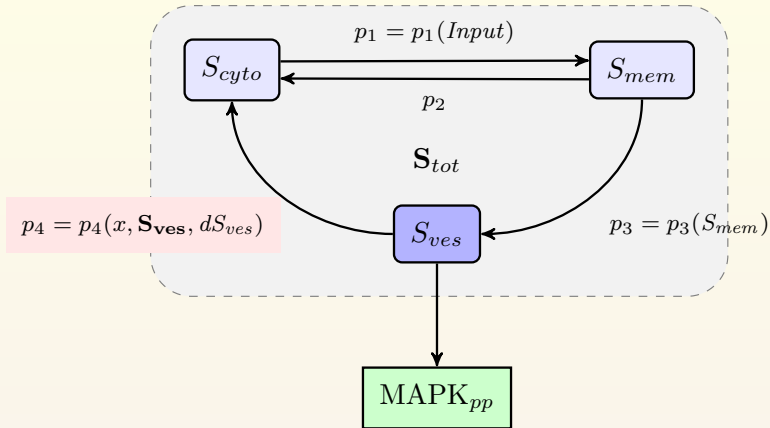 p₁ = p₁(Input)
S_cyto
S_mem
p₂
S_tot
p₄ = p₄(x, S_ves, dS_ves)
S_ves
p₃ = p₃(S_mem)
MAPK_pp